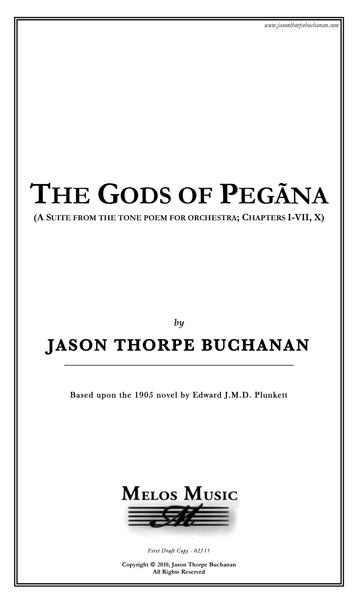 www.jasonthorpebuchanan.com
THE GODS OF PEGÃNA
(A SUITE FROM THE TONE POEM FOR ORCHESTRA; CHAPTERS I-VII, X)
by
JASON THORPE BUCHANAN
Based upon the 1905 novel by Edward J.M.D. Plunkett
MELOS MUSIC
M
First Draft Copy - 02/11
Copyright © 2010, Jason Thorpe Buchanan
All Rights Reserved